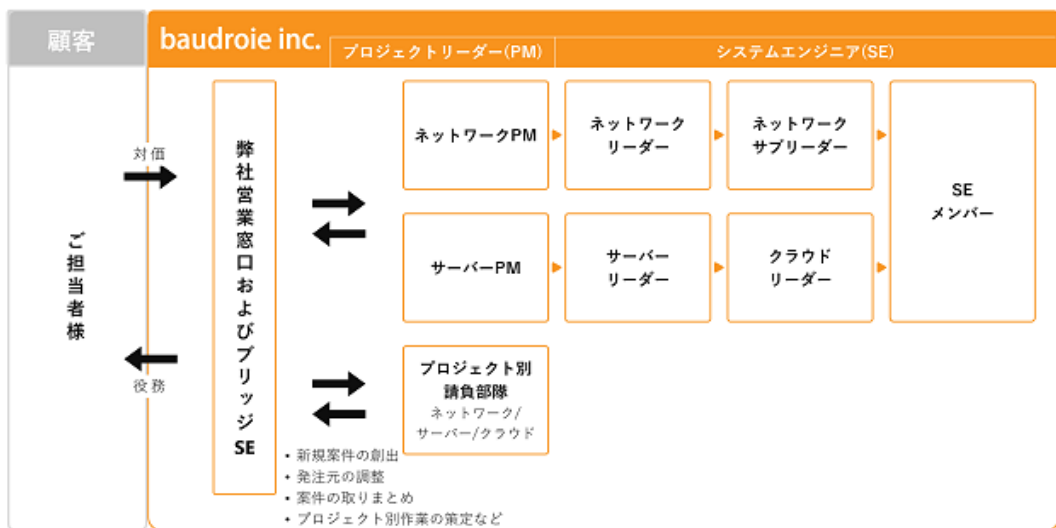 顧客
baudroie inc.
プロジェクトリーダー(PM)
システムエンジニア(SE)
対価
ご担当者様
役務
弊社営業窓口およびブリッジSE
ネットワークPM
ネットワーク
リーダー
ネットワーク
サブリーダー
SE
メンバー
サーバーPM
サーバー
リーダー
クラウド
リーダー
プロジェクト別
請負部隊
ネットワーク/
サーバー/クラウド
・新規案件の創出
・発注元の調整
・案件の取りまとめ
・プロジェクト別作業の策定など